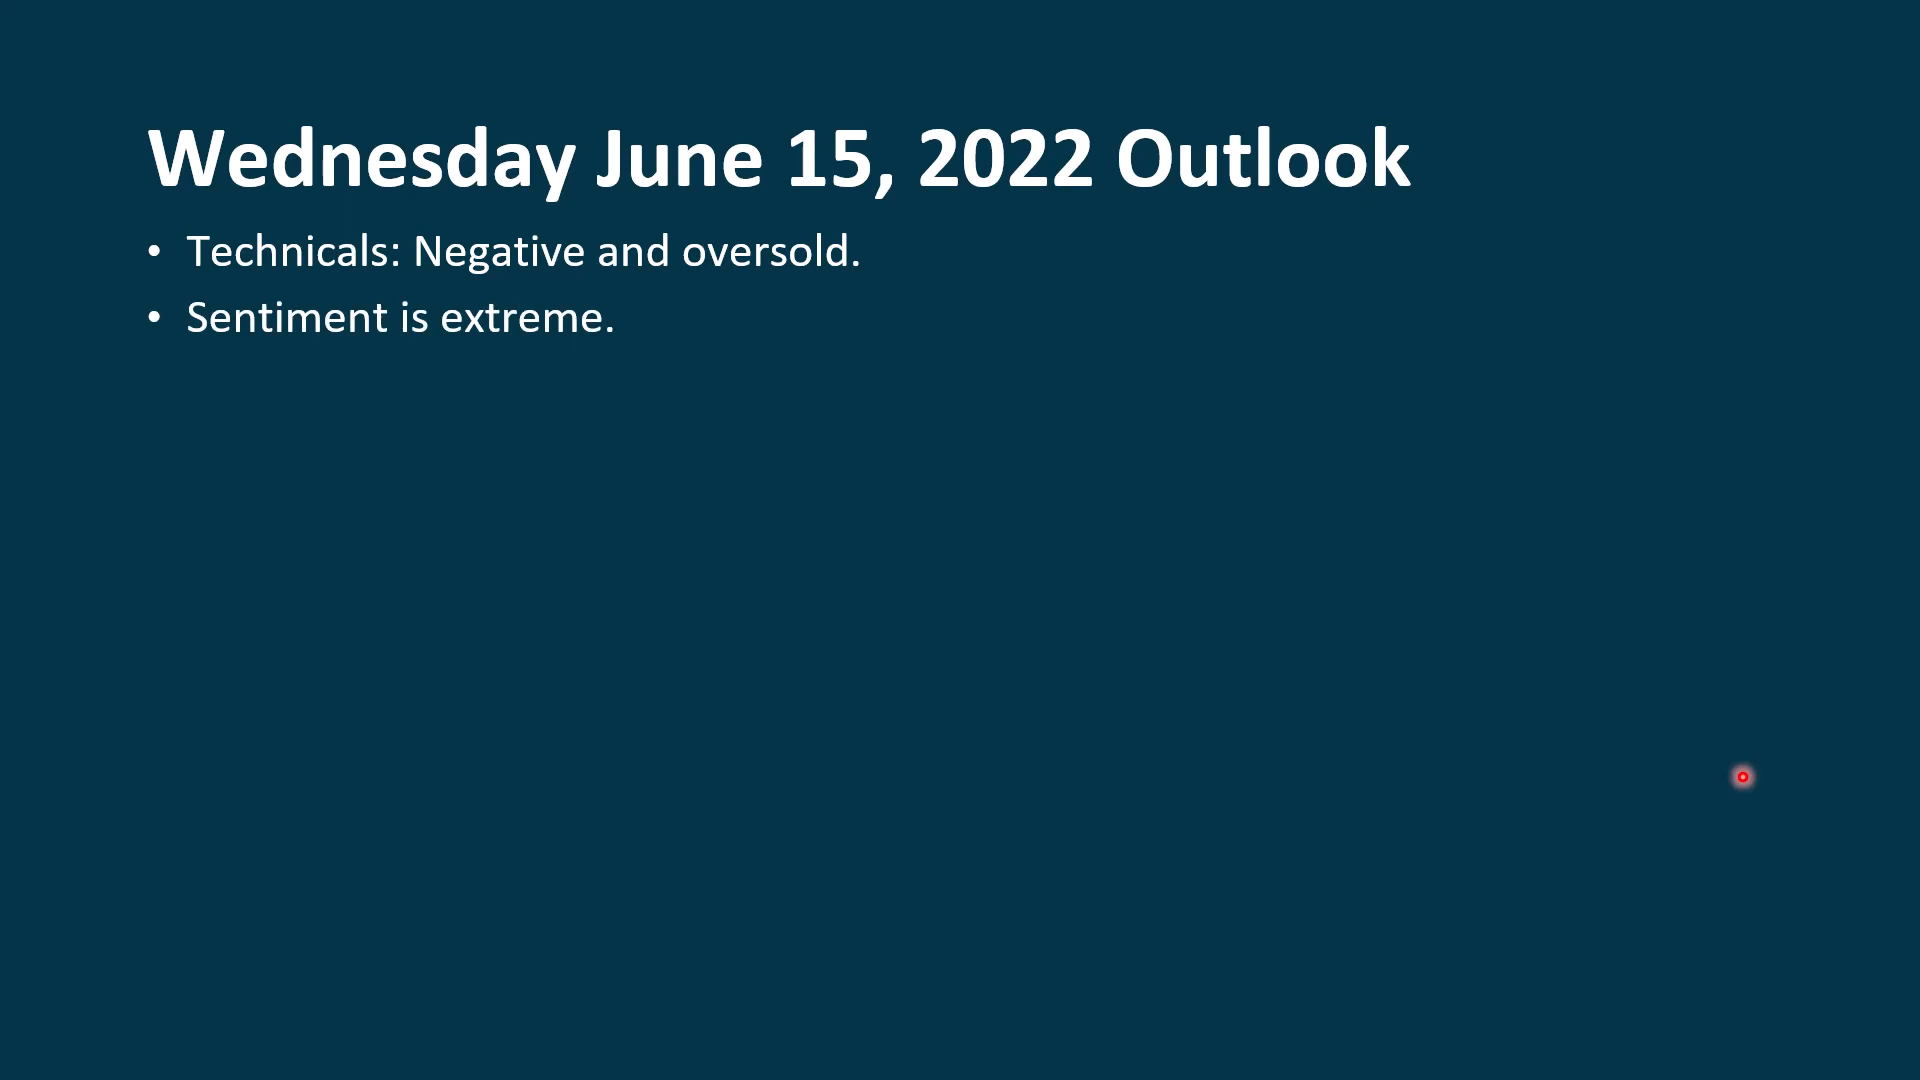 Wednesday June 15, 2022 Outlook
• Technicals: Negative and oversold.
• Sentiment is extreme.